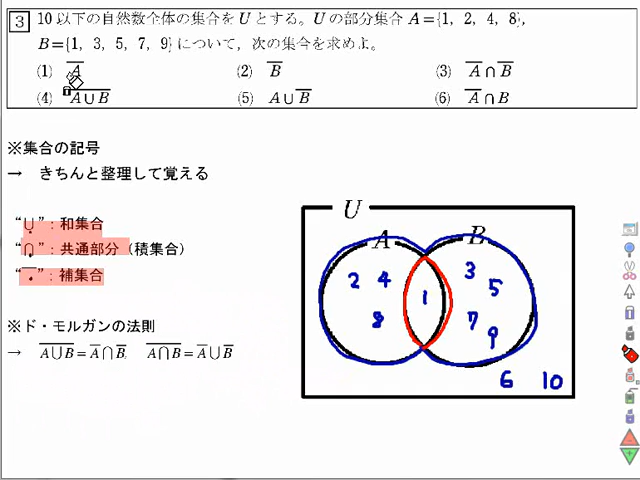 3 10以下の自然数全体の集合をUとする。Uの部分集合A={1, 2, 4, 8},
B={1, 3, 5, 7, 9}について，次の集合を求めよ。
(1) A̅ (2) B̅ (3) A̅∩B̅
(4) A̅∪̅B̅ (5) A∪B̅ (6) A̅∩B
※集合の記号
→ きちんと整理して覚える
“∪”：和集合
“∩”：共通部分（積集合）
“‾”：補集合
※ド・モルガンの法則
→ A̅∪̅B̅=A̅∩B̅ A̅∩̅B̅=A̅∪B̅
U
A B
2 4 3
1 5
8 7
9
6 10